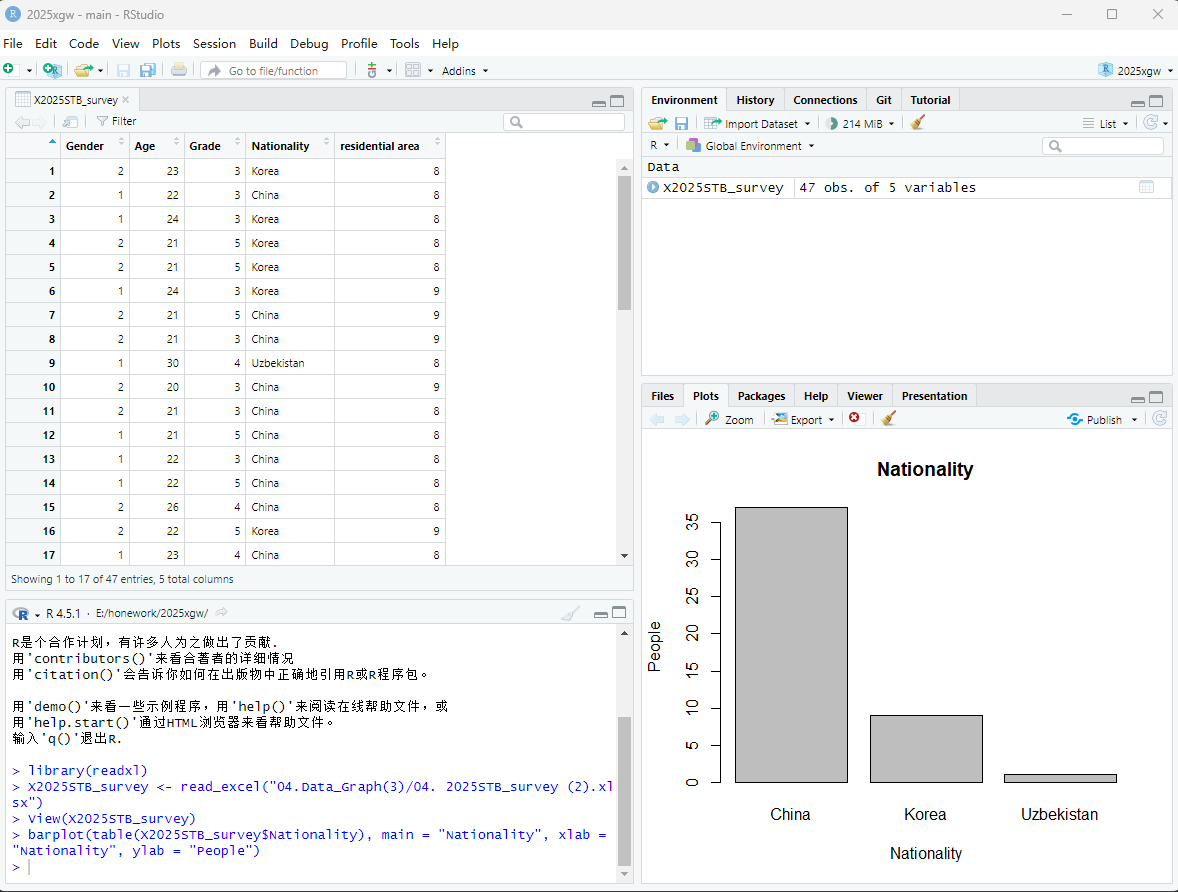 2025xgw - main - RStudio
File Edit Code View Plots Session Build Debug Profile Tools Help
Go to file/function Addins 2025xgw
X2025STB_survey
Filter
Gender Age Grade Nationality residential area
1 2 23 3 Korea 8
2 1 22 3 China 8
3 1 24 3 Korea 8
4 2 21 5 Korea 8
5 2 21 5 Korea 8
6 1 24 3 Korea 9
7 2 21 5 China 9
8 2 21 3 China 9
9 1 30 4 Uzbekistan 8
10 2 20 3 China 9
11 2 21 3 China 8
12 1 21 5 China 8
13 1 22 3 China 8
14 1 22 5 China 8
15 2 26 4 China 8
16 2 22 5 Korea 9
17 1 23 4 China 8
Showing 1 to 17 of 47 entries, 5 total columns
R 4.5.1 · E:/honework/2025xgw/
R是个合作计划，有许多人为之做出了贡献.
用'contributors()'来看合著者的详细情况
用'citation()'会告诉你如何在出版物中正确地引用R或R程序包。
用'demo()'来看一些示例程序，用'help()'来阅读在线帮助文件，或
用'help.start()'通过HTML浏览器来看帮助文件。
输入'q()'退出R.
> library(readxl)
> X2025STB_survey <- read_excel("04.Data_Graph(3)/04. 2025STB_survey (2).xl
sx")
> View(X2025STB_survey)
> barplot(table(X2025STB_survey$Nationality), main = "Nationality", xlab =
"Nationality", ylab = "People")
>
Environment History Connections Git Tutorial
Import Dataset 214 MiB List
R Global Environment
Data
X2025STB_survey 47 obs. of 5 variables
Files Plots Packages Help Viewer Presentation
Zoom Export Publish
Nationality
People
35
30
25
20
15
10
5
0
China Korea Uzbekistan
Nationality